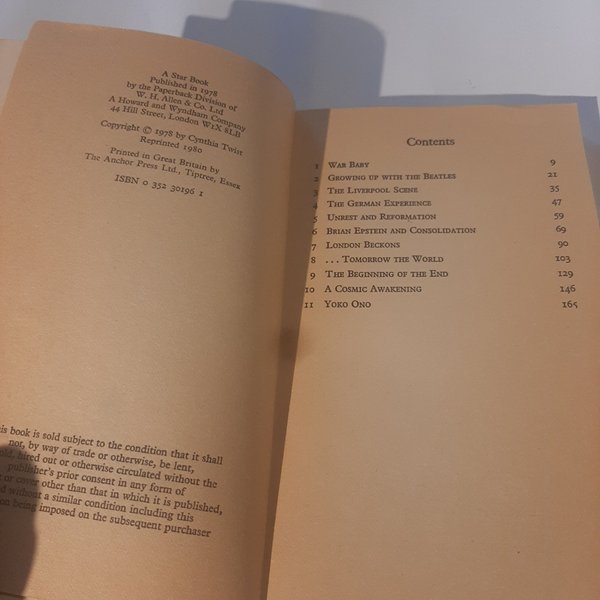 A Star Book
Published in 1978
by the Paperback Division of
W. H. Allen & Co. Ltd
A Howard and Wyndham Company
44 Hill Street, London W1X 8LB
Copyright © 1978 by Cynthia Twist
Reprinted 1980
Printed in Great Britain by
The Anchor Press Ltd., Tiptree, Essex
ISBN 0 352 30196 1
book is sold subject to the condition that it shall
not, by way of trade or otherwise, be lent,
hired out or otherwise circulated without the
publisher's prior consent in any form of
or cover other than that in which it is published,
without a similar condition including this
being imposed on the subsequent purchaser
Contents
1 War Baby 9
2 Growing up with the Beatles 21
3 The Liverpool Scene 35
4 The German Experience 47
5 Unrest and Reformation 59
6 Brian Epstein and Consolidation 69
7 London Beckons 90
8 ... Tomorrow the World 103
9 The Beginning of the End 129
10 A Cosmic Awakening 146
11 Yoko Ono 165